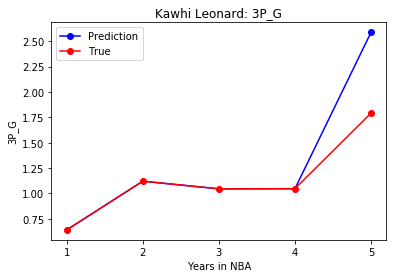 Kawhi Leonard: 3P_G
Prediction
True
2.50
2.25
2.00
1.75
1.50
1.25
1.00
0.75
3P_G
1 2 3 4 5
Years in NBA